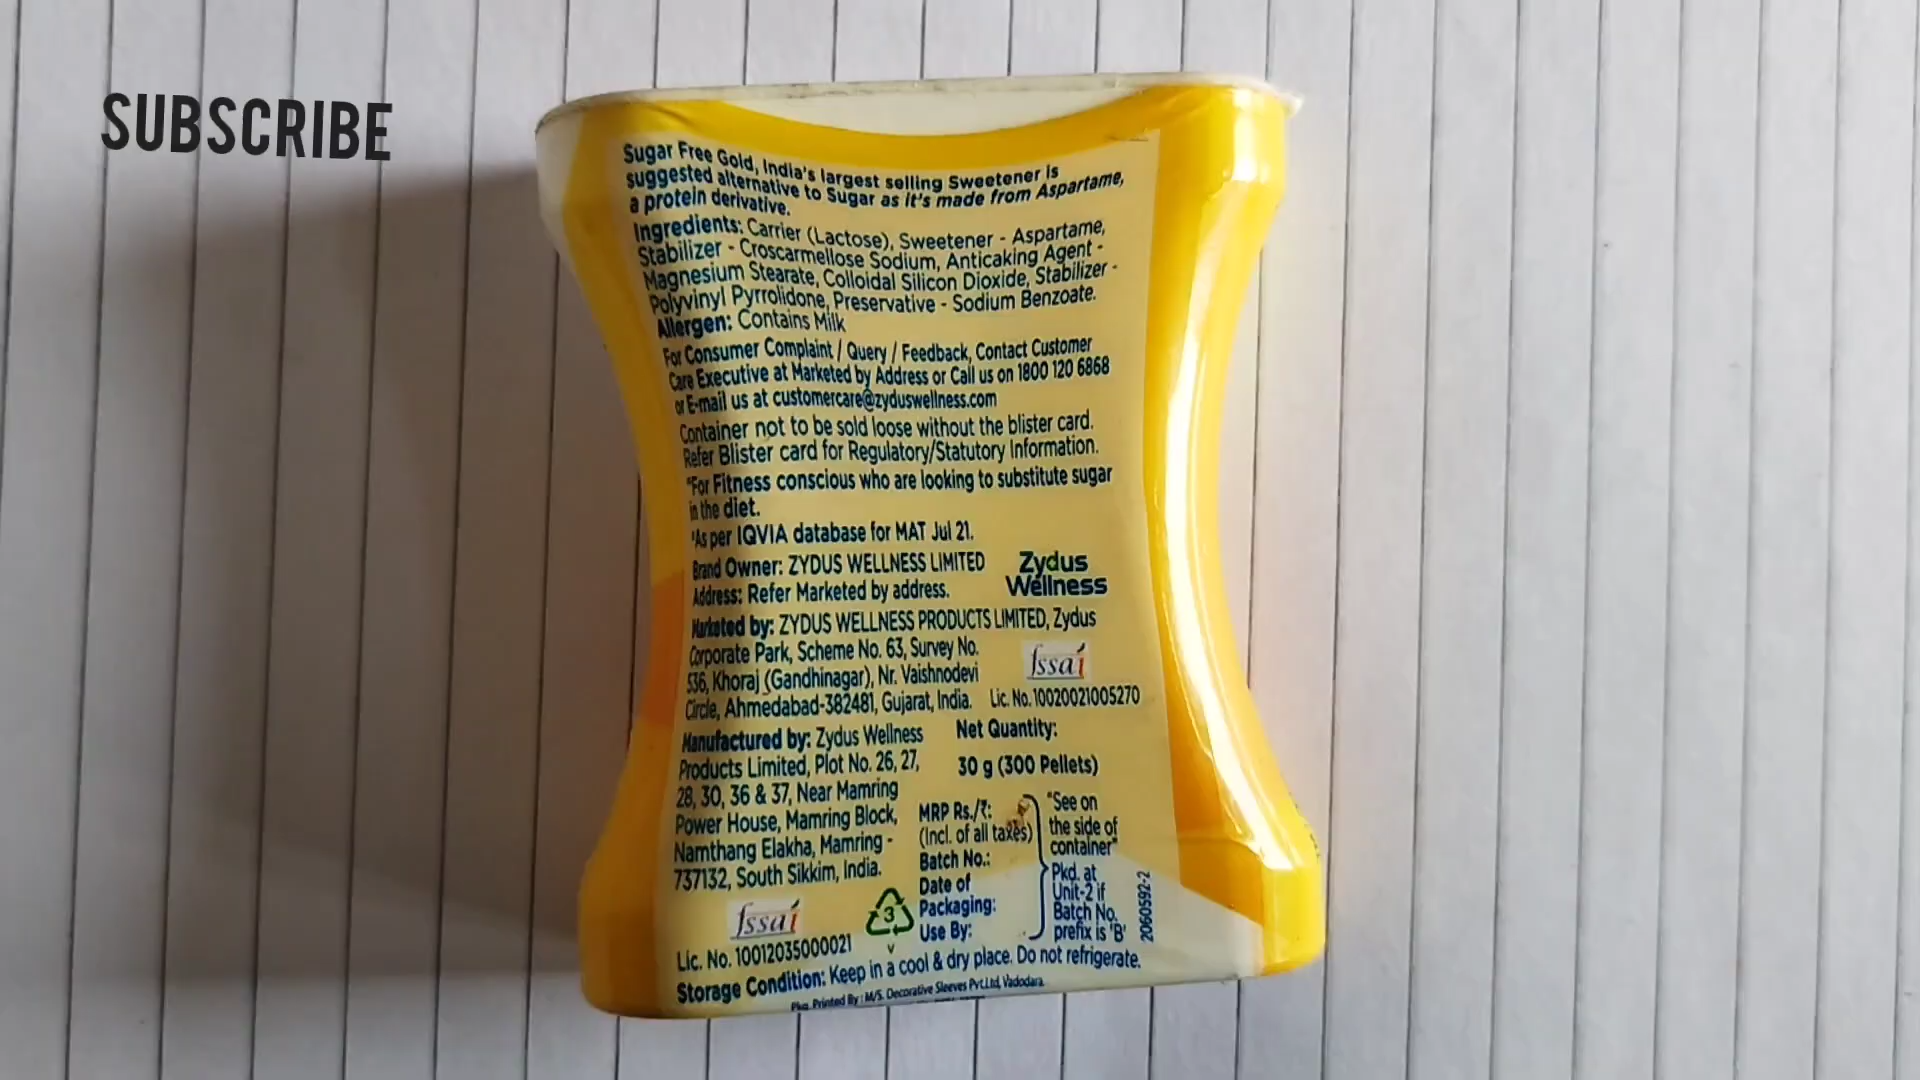 SUBSCRIBE
Sugar Free Gold, India's largest selling Sweetener is
suggested alternative to Sugar as it's made from Aspartame,
a protein derivative.
Ingredients: Carrier (Lactose), Sweetener - Aspartame,
Stabilizer - Croscarmellose Sodium, Anticaking Agent -
Magnesium Stearate, Colloidal Silicon Dioxide, Stabilizer -
Polyvinyl Pyrrolidone, Preservative - Sodium Benzoate.
Allergen: Contains Milk
For Consumer Complaint / Query / Feedback, Contact Customer
Care Executive at Marketed by Address or Call us on 1800 120 6868
or E-mail us at customercare@zyduswellness.com
Container not to be sold loose without the blister card.
Refer Blister card for Regulatory/Statutory Information.
"For Fitness conscious who are looking to substitute sugar
in the diet.
As per IQVIA database for MAT Jul 21.
Brand Owner: ZYDUS WELLNESS LIMITED
Address: Refer Marketed by address.
Zydus
Wellness
Marketed by: ZYDUS WELLNESS PRODUCTS LIMITED, Zydus
Corporate Park, Scheme No. 63, Survey No.
536, Khoraj (Gandhinagar), Nr. Vaishnodevi
Circle, Ahmedabad-382481, Gujarat, India.
fssai
Lic. No. 10020021005270
Manufactured by: Zydus Wellness
Products Limited, Plot No. 26, 27,
28, 30, 36 & 37, Near Mamring
Power House, Mamring Block,
Namthang Elakha, Mamring -
737132, South Sikkim, India.
fssai
Lic. No. 10012035000021
3
V
Net Quantity:
30 g (300 Pellets)
MRP Rs./₹:
(Incl. of all taxes)
Batch No.:
Date of
Packaging:
Use By:
"See on
the side of
container"
Pkd. at
Unit-2 if
Batch No.
prefix is 'B'
2060592-2
Storage Condition: Keep in a cool & dry place. Do not refrigerate.
Pkg. Printed By : M/S. Decorative Sleeves Pvt.Ltd, Vadodara.